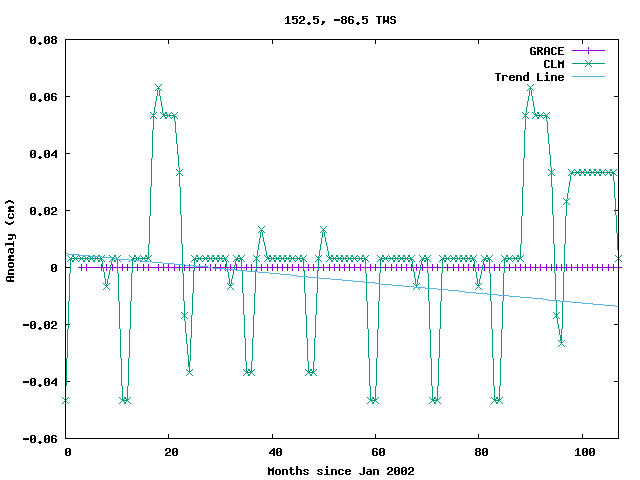 152.5, -86.5 TWS
GRACE
CLM
Trend Line
0.08
0.06
0.04
0.02
0
-0.02
-0.04
-0.06
Anomaly (cm)
0 20 40 60 80 100
Months since Jan 2002